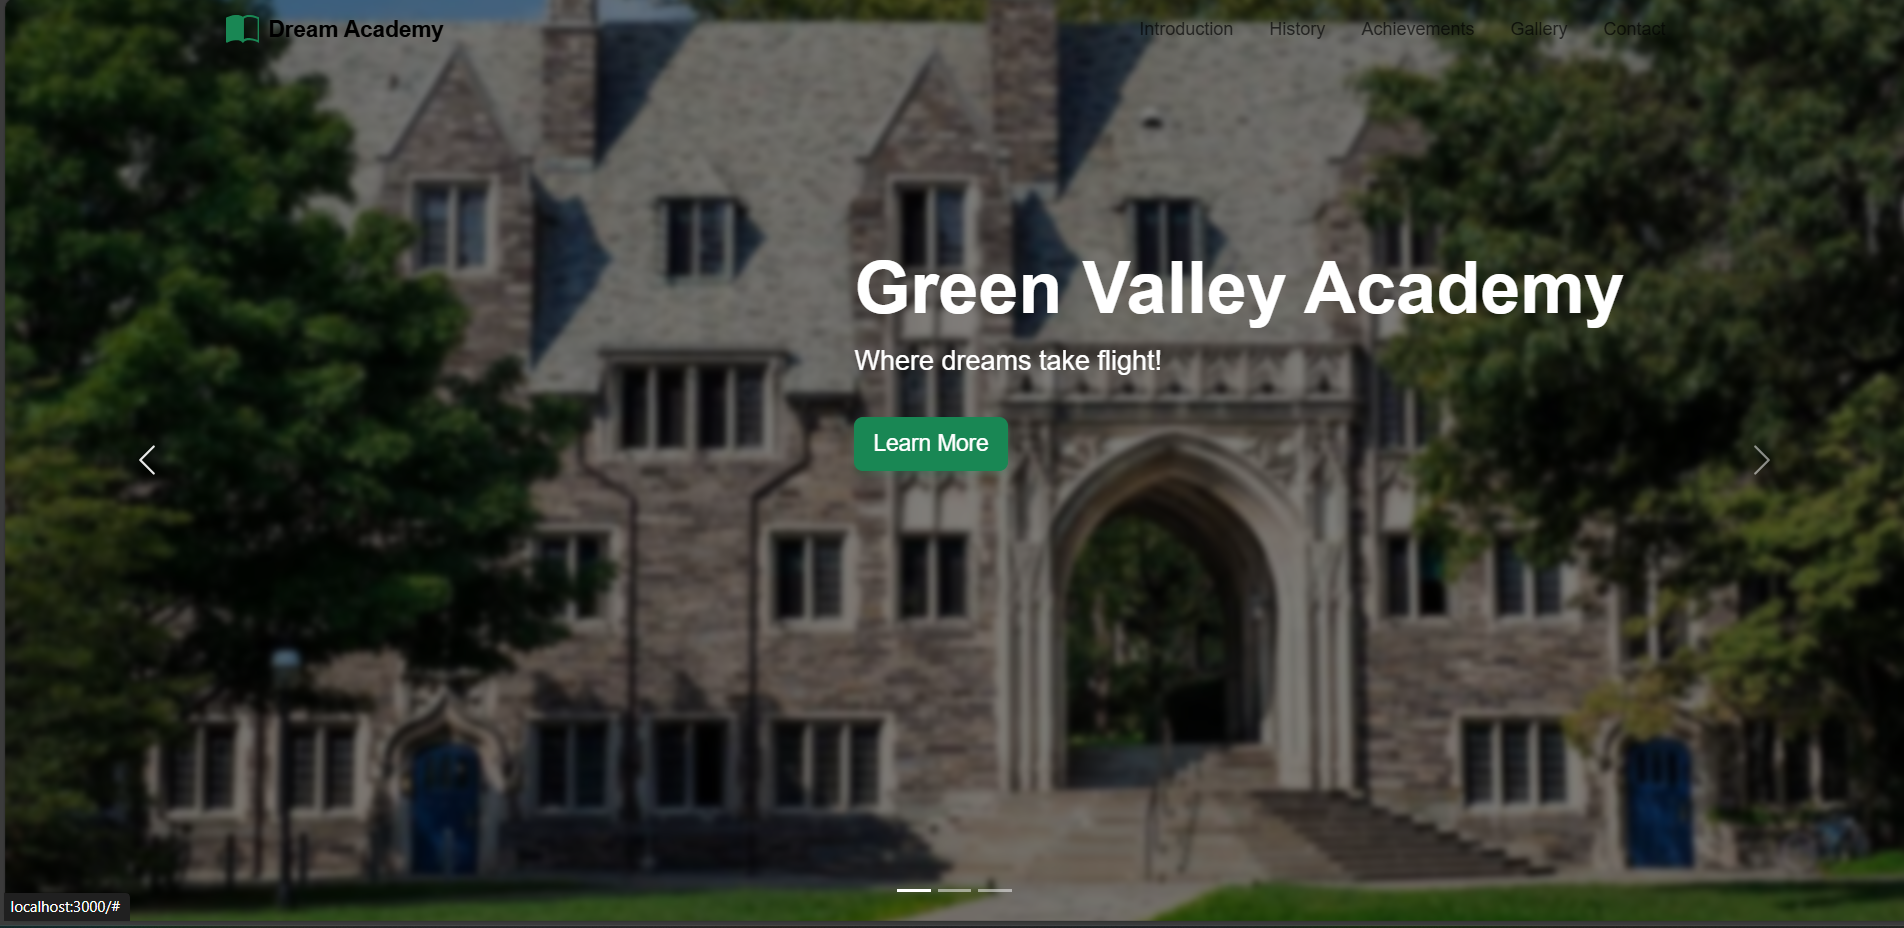 Dream Academy
Introduction History Achievements Gallery Contact
Green Valley Academy
Where dreams take flight!
Learn More
localhost:3000/#